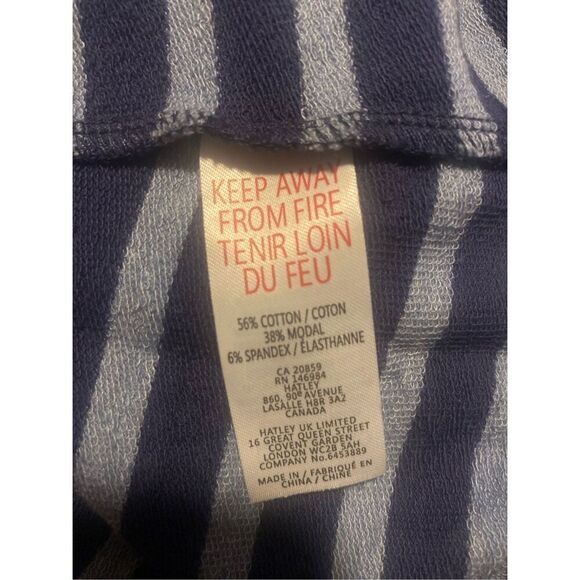 KEEP AWAY
FROM FIRE
TENIR LOIN
DU FEU
56% COTTON / COTON
38% MODAL
6% SPANDEX / ÉLASTHANNE
CA 20859
RN 146984
HATLEY
860, 90E AVENUE
LASALLE H8R 3A2
CANADA
HATLEY UK LIMITED
16 GREAT QUEEN STREET
COVENT GARDEN
LONDON WC2B 5AH
COMPANY No.6453889
MADE IN / FABRIQUÉ EN
CHINA / CHINE